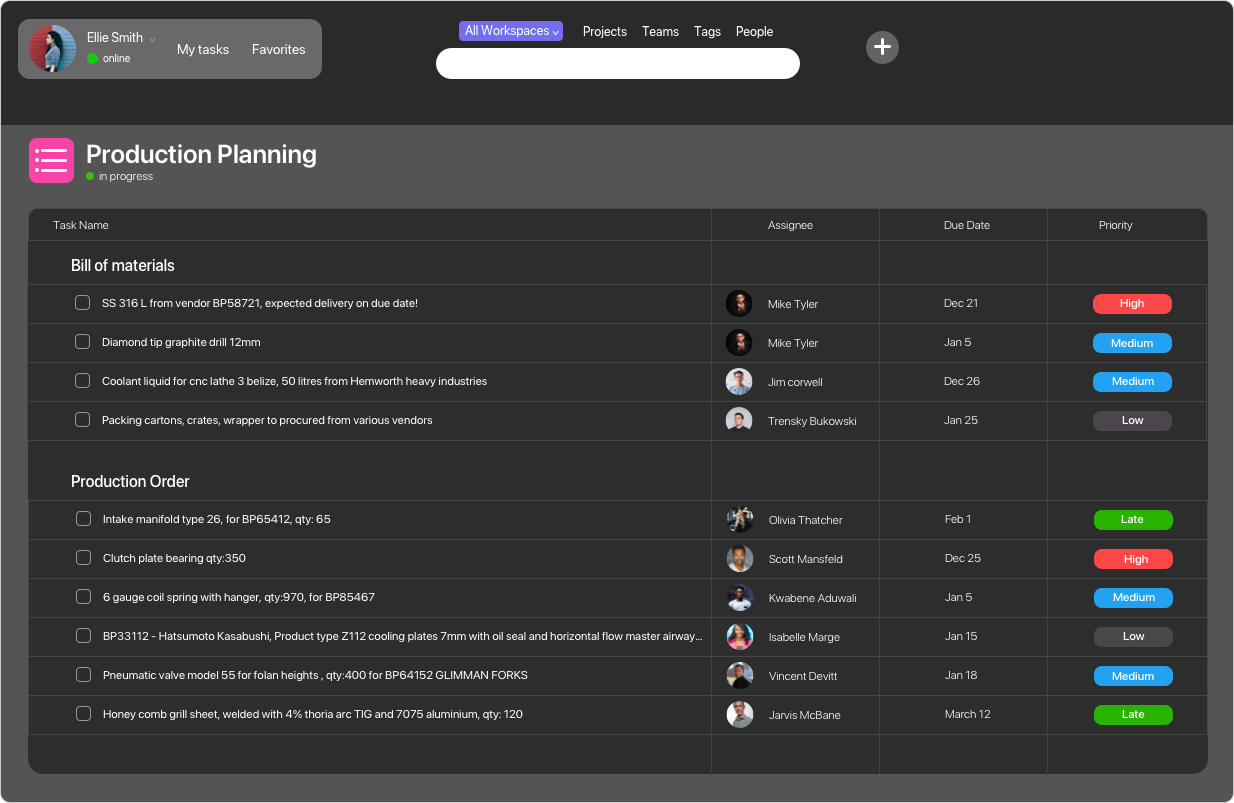 Ellie Smith
online
My tasks
Favorites
All Workspaces
Projects
Teams
Tags
People
Production Planning
in progress
Task Name
Assignee
Due Date
Priority
Bill of materials
SS 316 L from vendor BP58721, expected delivery on due date!
Mike Tyler
Dec 21
High
Diamond tip graphite drill 12mm
Mike Tyler
Jan 5
Medium
Coolant liquid for cnc lathe 3 belize, 50 litres from Hemworth heavy industries
Jim corwell
Dec 26
Medium
Packing cartons, crates, wrapper to procured from various vendors
Trensky Bukowski
Jan 25
Low
Production Order
Intake manifold type 26, for BP65412, qty: 65
Olivia Thatcher
Feb 1
Late
Clutch plate bearing qty:350
Scott Mansfeld
Dec 25
High
6 gauge coil spring with hanger, qty:970, for BP85467
Kwabene Aduwali
Jan 5
Medium
BP33112 - Hatsumoto Kasabushi, Product type Z112 cooling plates 7mm with oil seal and horizontal flow master airway...
Isabelle Marge
Jan 15
Low
Pneumatic valve model 55 for folan heights , qty:400 for BP64152 GLIMMAN FORKS
Vincent Devitt
Jan 18
Medium
Honey comb grill sheet, welded with 4% thoria arc TIG and 7075 aluminium, qty: 120
Jarvis McBane
March 12
Late